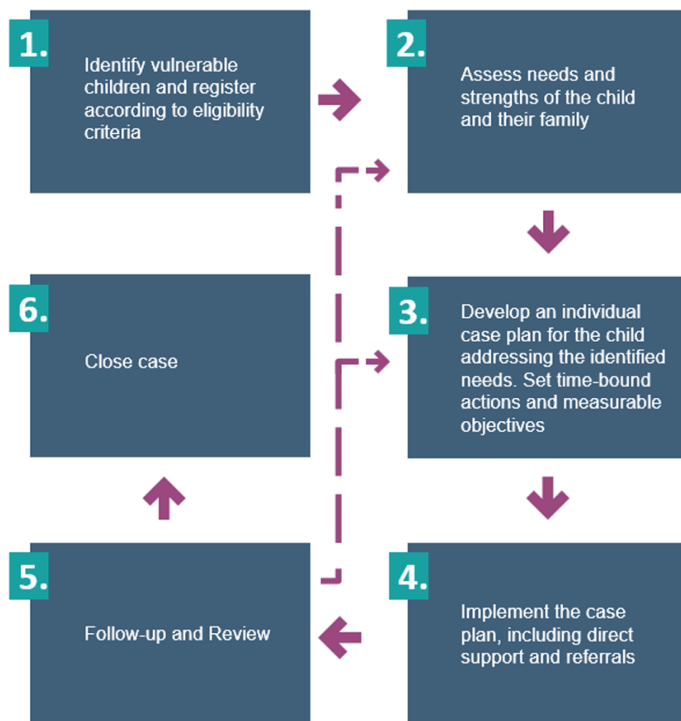 1.
Identify vulnerable
children and register
according to eligibility
criteria
2.
Assess needs and
strengths of the child
and their family
3.
Develop an individual
case plan for the child
addressing the identified
needs. Set time-bound
actions and measurable
objectives
4.
Implement the case
plan, including direct
support and referrals
5.
Follow-up and Review
6.
Close case